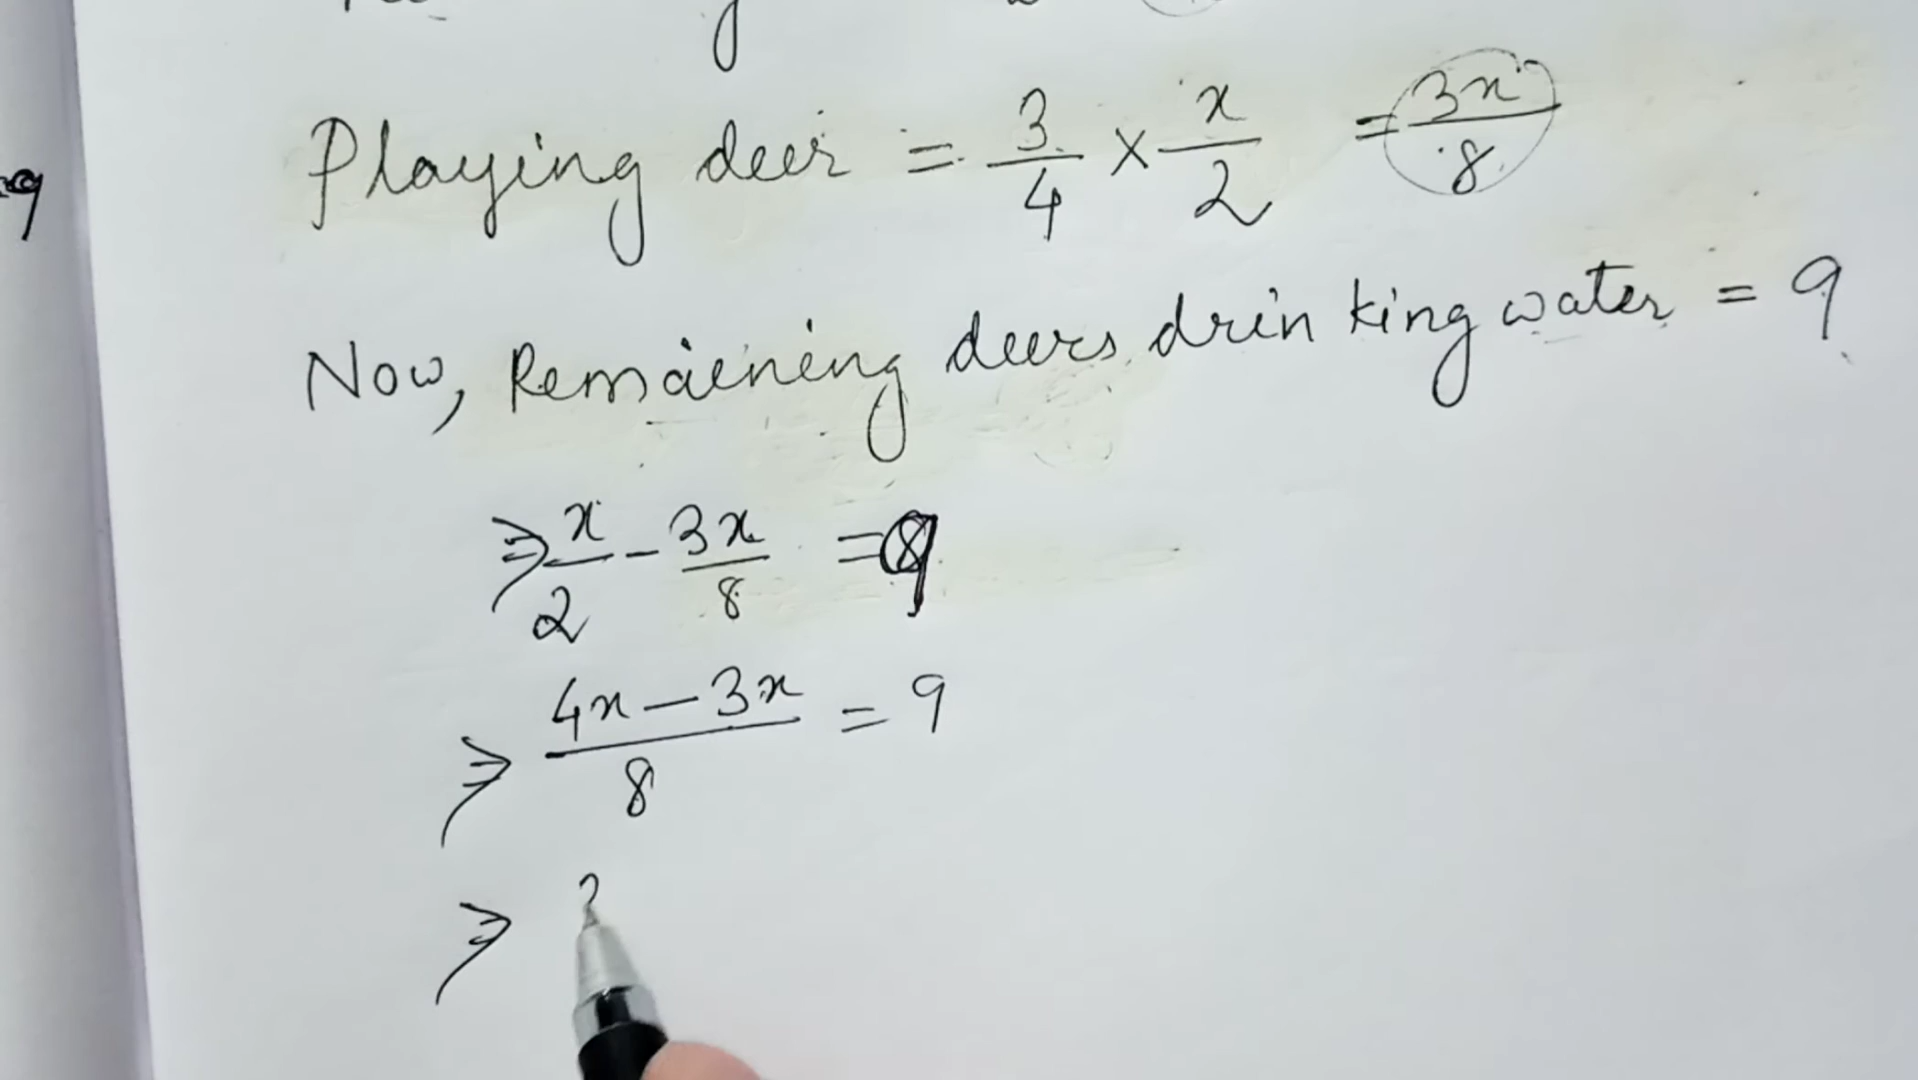 Playing deer = 3/4 × x/2 = 3x/8
Now, Remaining deers drinking water = 9
⇒ x/2 - 3x/8 = 9
⇒ (4x - 3x)/8 = 9
⇒